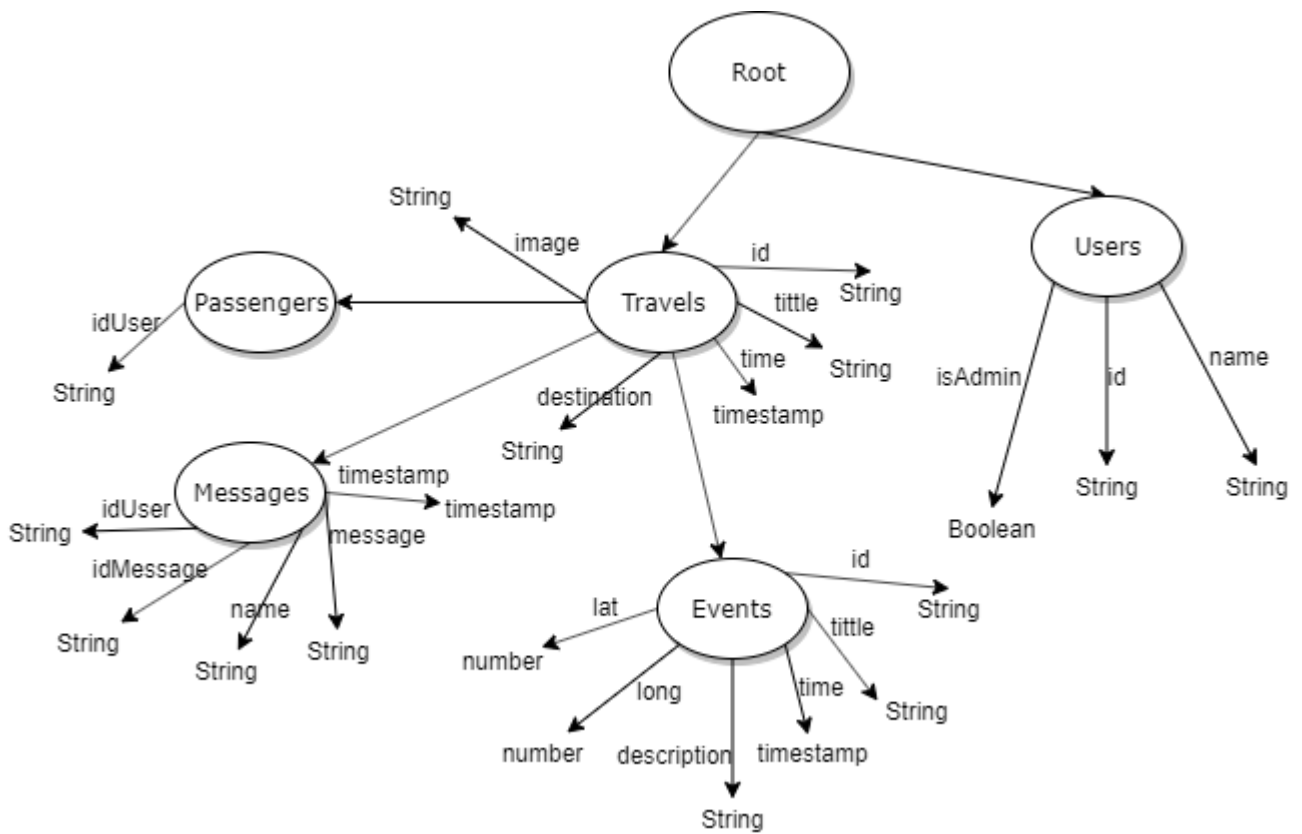 Root
String
Users
image
id
Passengers
Travels
String
tittle
idUser
time
name
String
String
isAdmin
id
destination
timestamp
String
timestamp
Messages
String
String
idUser
timestamp
String
message
Boolean
idMessage
id
name
lat
Events
String
tittle
String
String
String
number
long
time
String
number
description
timestamp
String